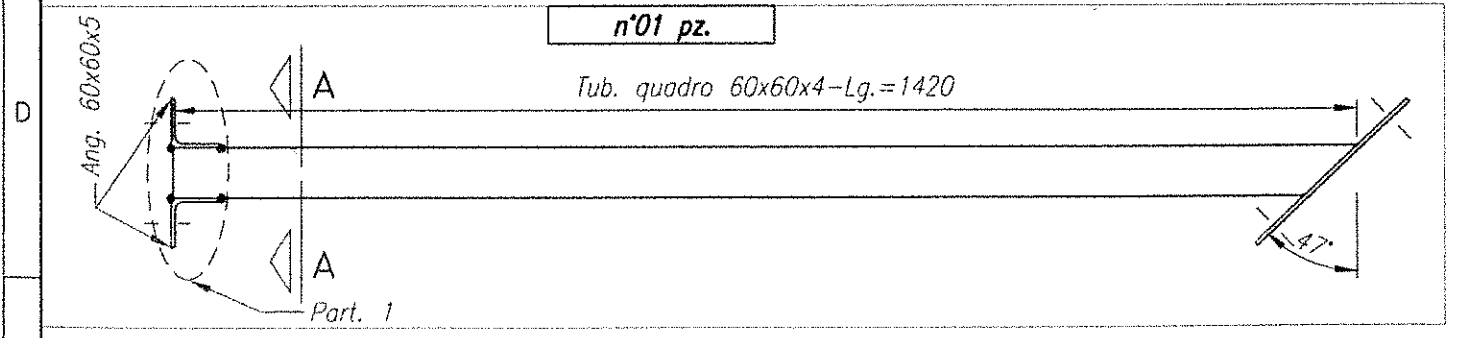 n°01 pz.
Ang. 60x60x5
A
Tub. quadro 60x60x4-Lg.=1420
D
47°
A
Part. 1